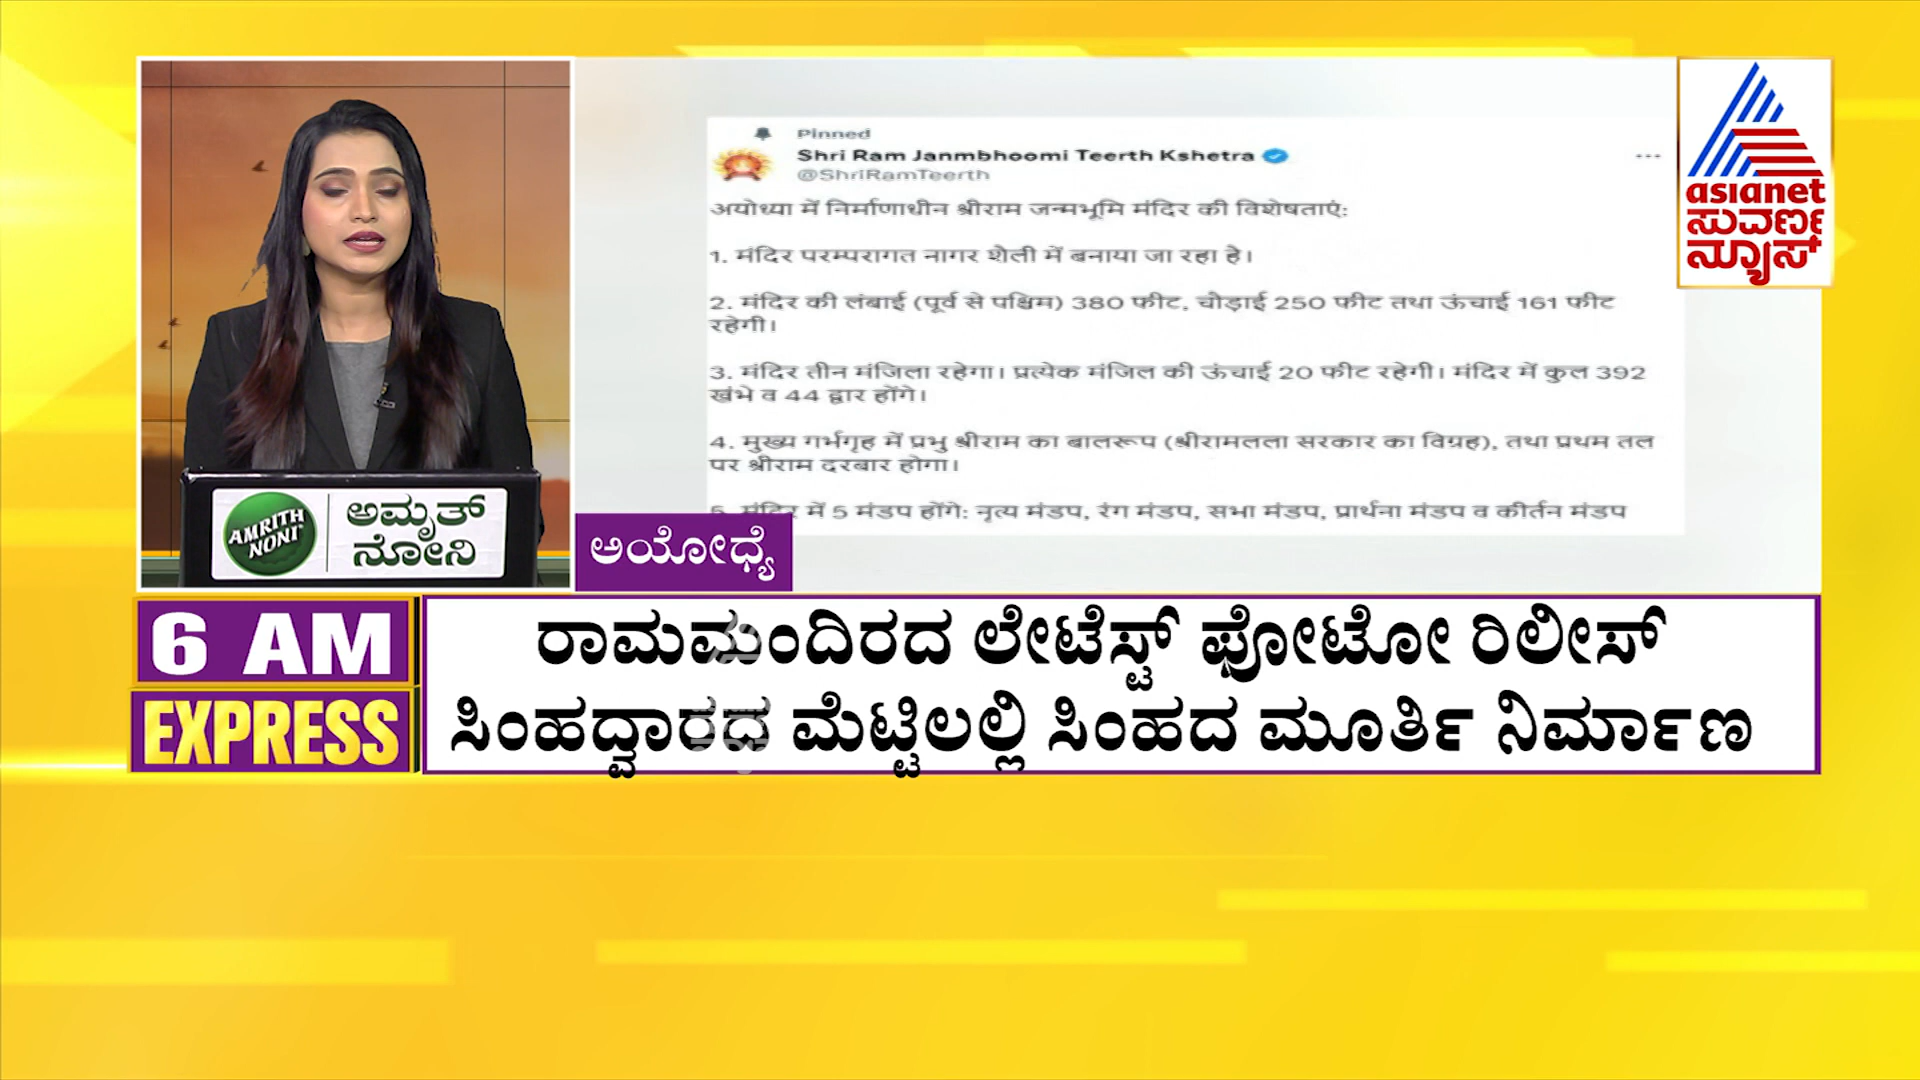 Pinned
Shri Ram Janmbhoomi Teerth Kshetra
@ShriRamTeerth
अयोध्या में निर्माणाधीन श्रीराम जन्मभूमि मंदिर की विशेषताएं:
1. मंदिर परम्परागत नागर शैली में बनाया जा रहा है।
2. मंदिर की लंबाई (पूर्व से पश्चिम) 380 फीट, चौड़ाई 250 फीट तथा ऊंचाई 161 फीट
रहेगी।
3. मंदिर तीन मंजिला रहेगा। प्रत्येक मंजिल की ऊंचाई 20 फीट रहेगी। मंदिर में कुल 392
खंभे व 44 द्वार होंगे।
4. मुख्य गर्भगृह में प्रभु श्रीराम का बालरूप (श्रीरामलला सरकार का विग्रह), तथा प्रथम तल
पर श्रीराम दरबार होगा।
5. मंदिर में 5 मंडप होंगे: नृत्य मंडप, रंग मंडप, सभा मंडप, प्रार्थना मंडप व कीर्तन मंडप
asianet
ಸುವರ್ಣ
ನ್ಯೂಸ್
AMRITH
NONI
ಅಮೃತ್
ನೋನಿ
ಅಯೋಧ್ಯೆ
6 AM
EXPRESS
ರಾಮಮಂದಿರದ ಲೇಟೆಸ್ಟ್ ಫೋಟೋ ರಿಲೀಸ್
ಸಿಂಹದ್ವಾರದ ಮೆಟ್ಟಿಲಲ್ಲಿ ಸಿಂಹದ ಮೂರ್ತಿ ನಿರ್ಮಾಣ